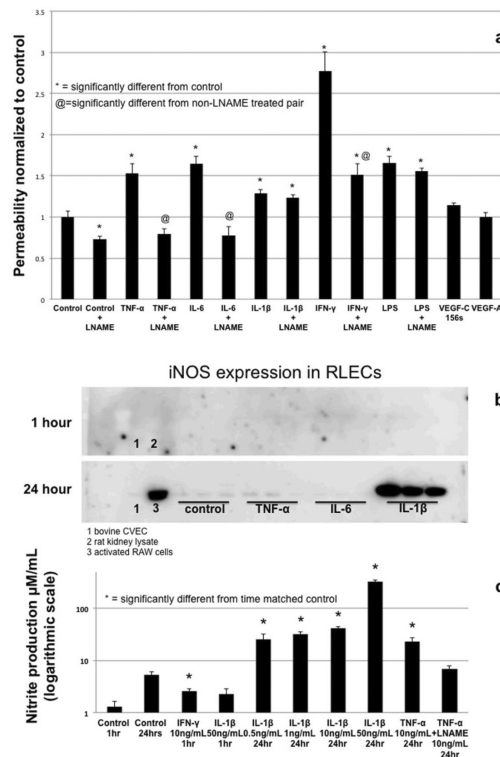 a
Permeability normalized to control
3.5
3
2.5
2
1.5
1
0.5
0
* = significantly different from control
@=significantly different from non-LNAME treated pair
* * @ * @ * * * * @ * *
Control
Control + LNAME
TNF-α
TNF-α + LNAME
IL-6
IL-6 + LNAME
IL-1β
IL-1β + LNAME
IFN-γ
IFN-γ + LNAME
LPS
LPS + LNAME
VEGF-C 156s
VEGF-A
iNOS expression in RLECs
b
1 hour
1 2
24 hour
1 3 control TNF-α IL-6 IL-1β
1 bovine CVEC
2 rat kidney lysate
3 activated RAW cells
c
Nitrite production µM/mL
(logarithmic scale)
100
10
1
* = significantly different from time matched control
* * * * * *
Control 1hr
Control 24hrs
IFN-γ 10ng/mL 1hr
IL-1β 50ng/mL 1hr
IL-1β 0.5ng/mL 24hr
IL-1β 1ng/mL 24hr
IL-1β 10ng/mL 24hr
IL-1β 50ng/mL 24hr
TNF-α 10ng/mL 24hr
TNF-α +LNAME 10ng/mL 24hr